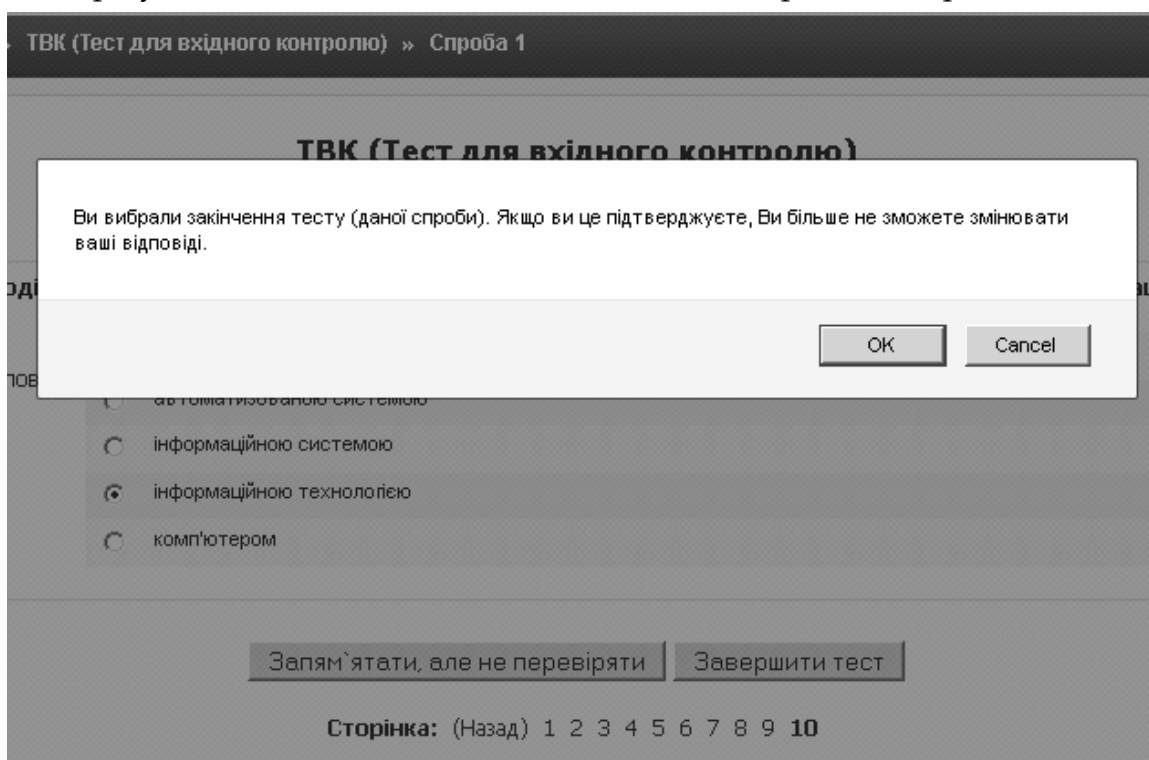 ТВК (Тест для вхідного контролю) » Спроба 1
ТВК (Тест для вхідного контролю)
Ви вибрали закінчення тесту (даної спроби). Якщо ви це підтверджуєте, Ви більше не зможете змінювати
ваші відповіді.
OK Cancel
автоматизованою системою
інформаційною системою
інформаційною технологією
комп'ютером
Запам`ятати, але не перевіряти Завершити тест
Сторінка: (Назад) 1 2 3 4 5 6 7 8 9 10